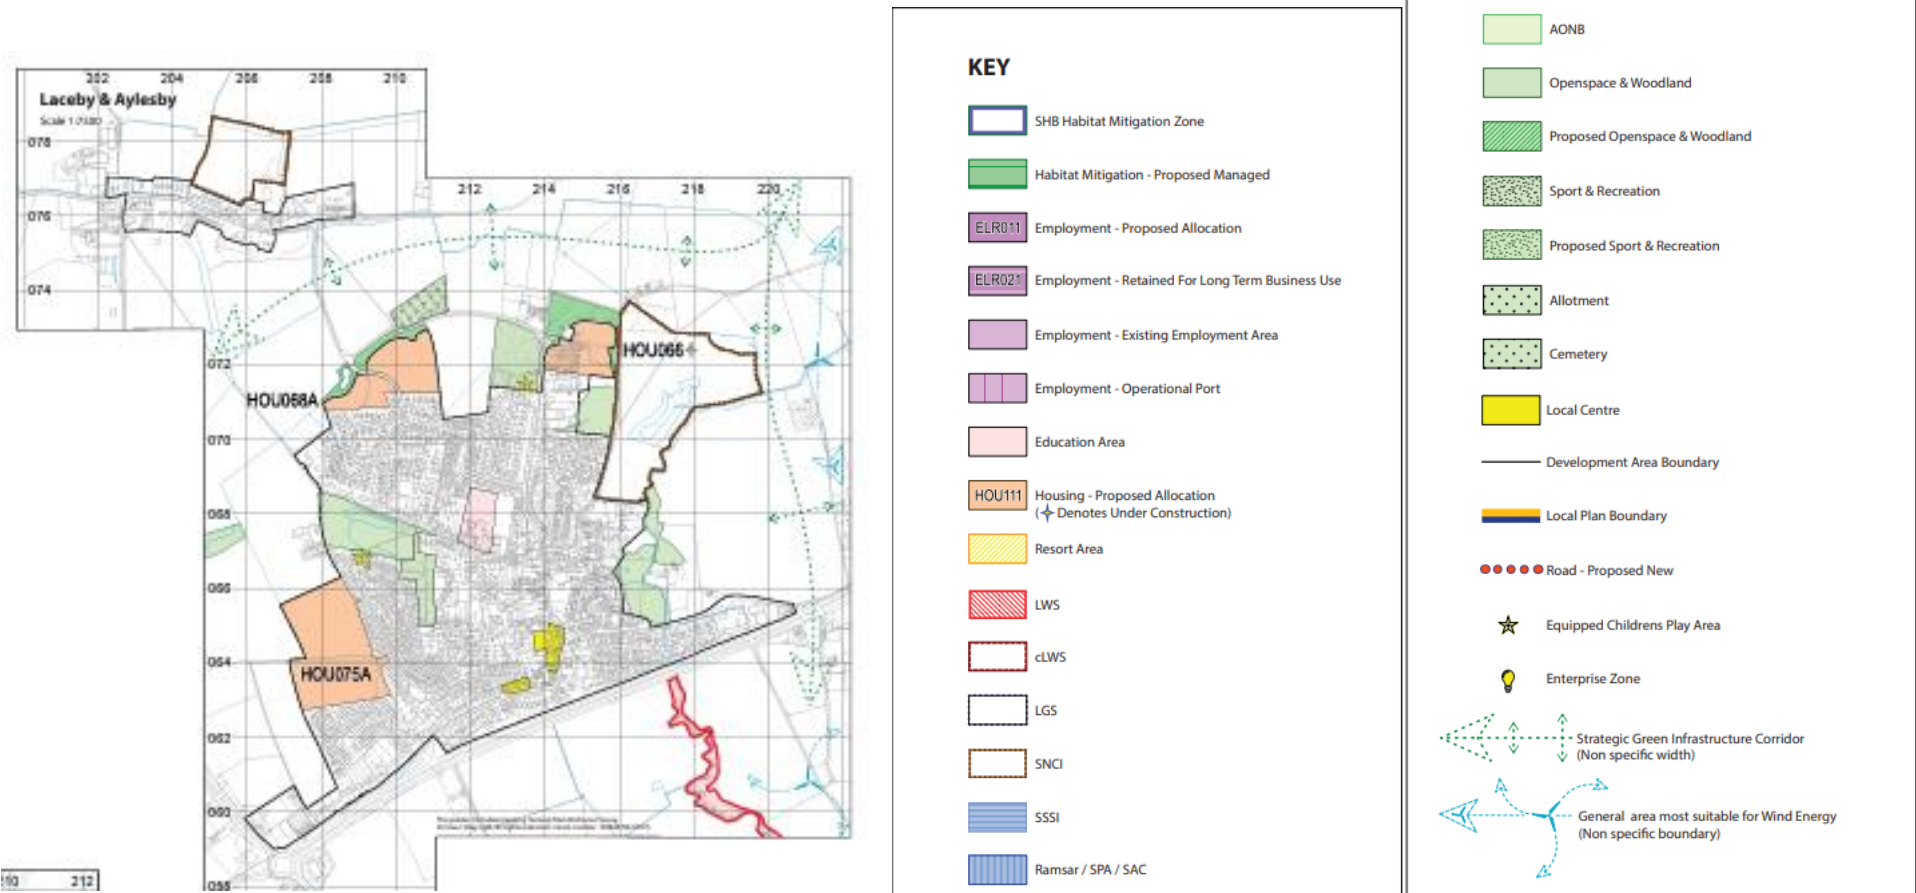 202 204 206 208 210
Laceby & Aylesby
Scale 1:7500
078
076
212 214 216 218 220
074
072
HOU066
HOU068A
070
068
066
064
HOU075A
062
060
058
210 212
KEY
SHB Habitat Mitigation Zone
Habitat Mitigation - Proposed Managed
ELR011 Employment - Proposed Allocation
ELR021 Employment - Retained For Long Term Business Use
Employment - Existing Employment Area
Employment - Operational Port
Education Area
HOU111 Housing - Proposed Allocation
( Denotes Under Construction)
Resort Area
LWS
cLWS
LGS
SNCI
SSSI
Ramsar / SPA / SAC
AONB
Openspace & Woodland
Proposed Openspace & Woodland
Sport & Recreation
Proposed Sport & Recreation
Allotment
Cemetery
Local Centre
Development Area Boundary
Local Plan Boundary
Road - Proposed New
Equipped Childrens Play Area
Enterprise Zone
Strategic Green Infrastructure Corridor
(Non specific width)
General area most suitable for Wind Energy
(Non specific boundary)